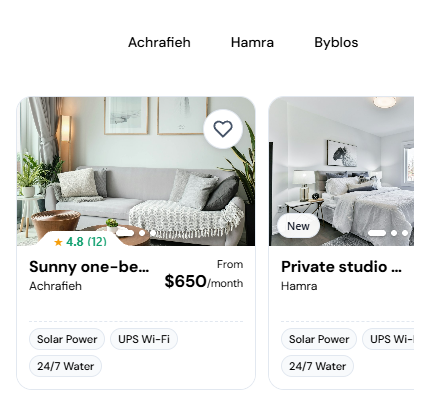 Achrafieh Hamra Byblos
★ 4.8 (12)
Sunny one-be...
Achrafieh
From
$650/month
Solar Power UPS Wi-Fi
24/7 Water
New
Private studio ...
Hamra
Solar Power UPS Wi-F
24/7 Water